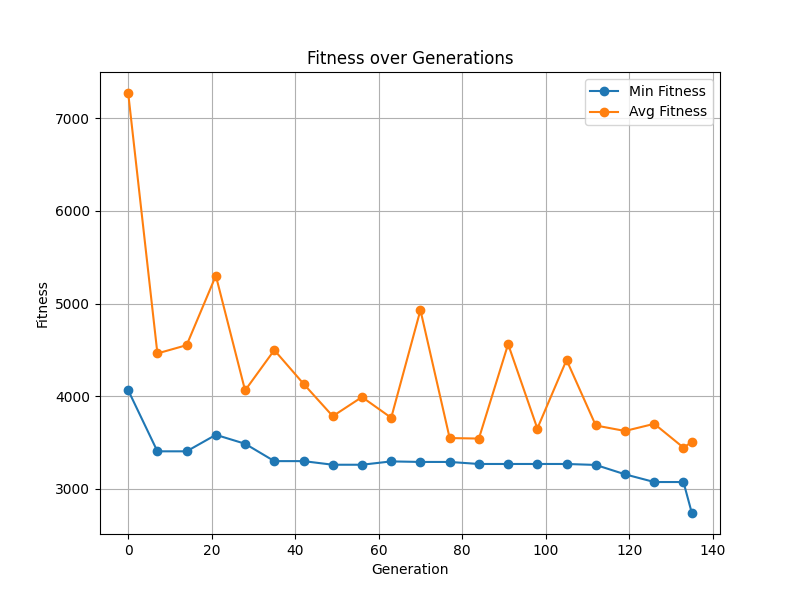 Fitness over Generations
Min Fitness
Avg Fitness
7000
6000
5000
4000
3000
Fitness
0 20 40 60 80 100 120 140
Generation